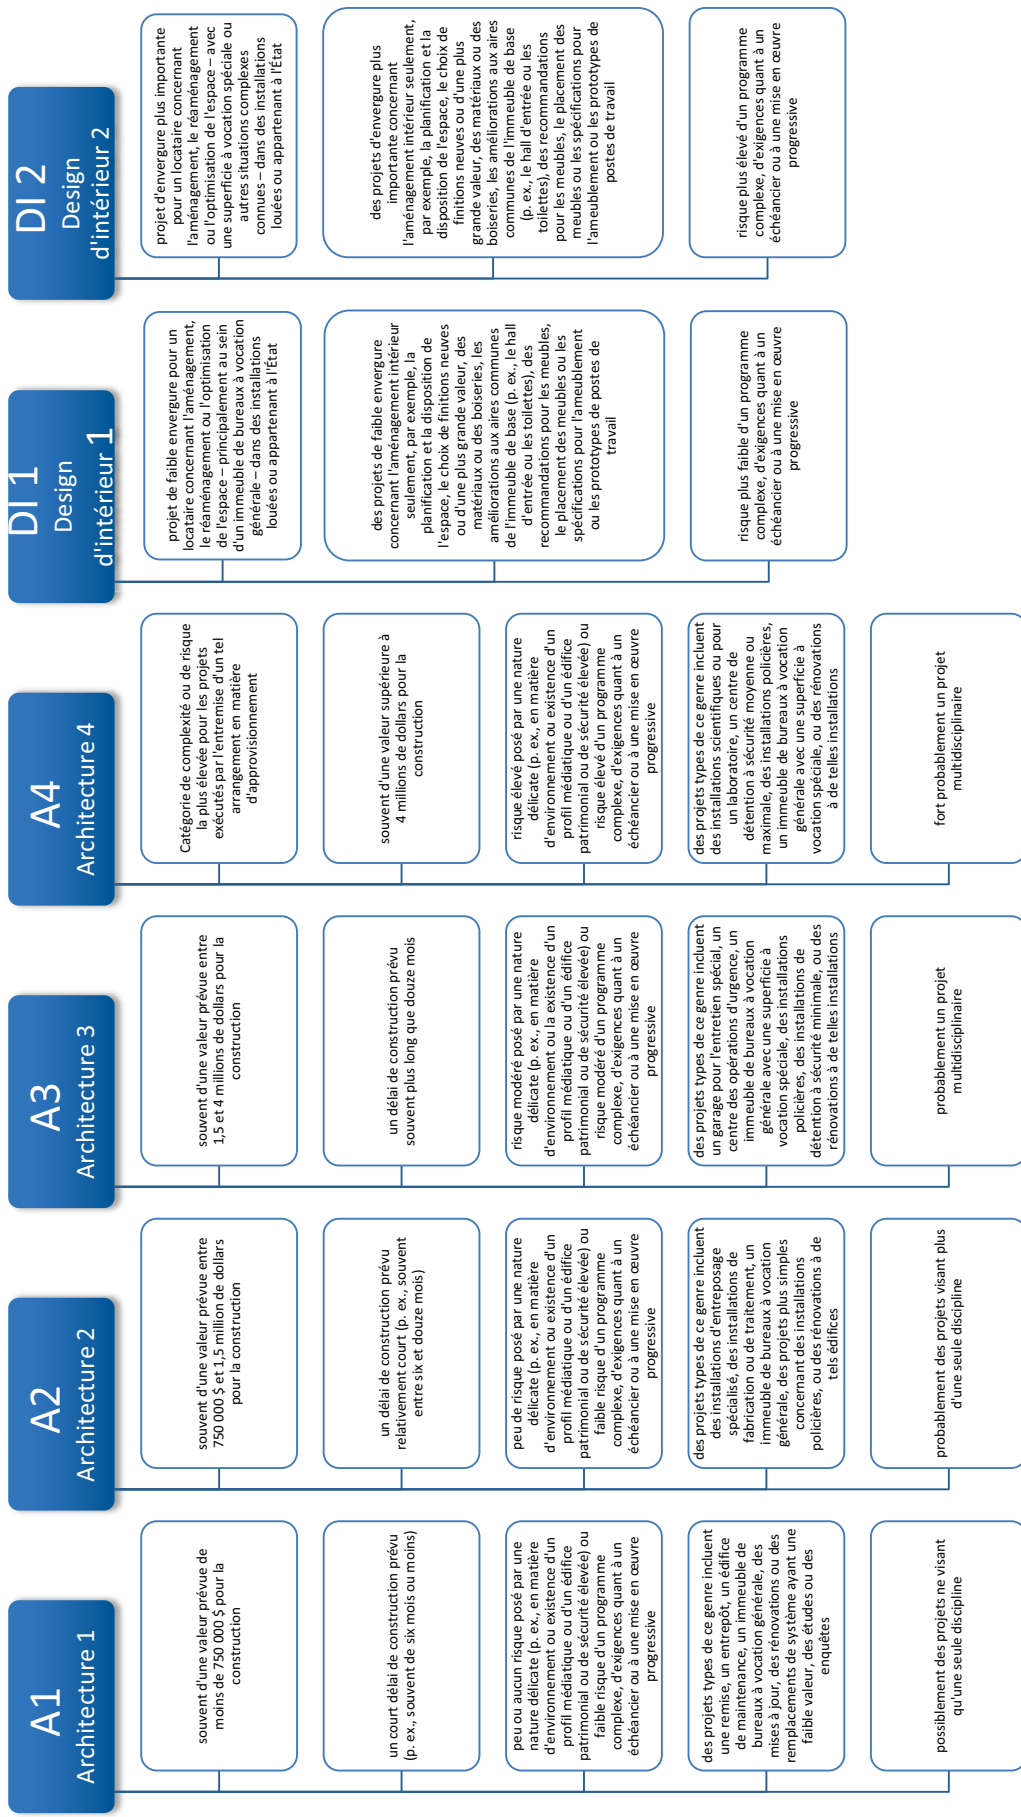 A1
Architecture 1
souvent d'une valeur prévue de
moins de 750 000 $ pour la
construction
un court délai de construction prévu
(p. ex., souvent de six mois ou moins)
peu ou aucun risque posé par une
nature délicate (p. ex., en matière
d'environnement ou existence d'un
profil médiatique ou d'un édifice
patrimonial ou de sécurité élevée) ou
faible risque d'un programme
complexe, d'exigences quant à un
échéancier ou à une mise en œuvre
progressive
des projets types de ce genre incluent
une remise, un entrepôt, un édifice
de maintenance, un immeuble de
bureaux à vocation générale, des
mises à jour, des rénovations ou des
remplacements de système ayant une
faible valeur, des études ou des
enquêtes
possiblement des projets ne visant
qu'une seule discipline
A2
Architecture 2
souvent d'une valeur prévue entre
750 000 $ et 1,5 million de dollars
pour la construction
un délai de construction prévu
relativement court (p. ex., souvent
entre six et douze mois)
peu de risque posé par une nature
délicate (p. ex., en matière
d'environnement ou existence d'un
profil médiatique ou d'un édifice
patrimonial ou de sécurité élevée) ou
faible risque d'un programme
complexe, d'exigences quant à un
échéancier ou à une mise en œuvre
progressive
des projets types de ce genre incluent
des installations d'entreposage
spécialisé, des installations de
fabrication ou de traitement, un
immeuble de bureaux à vocation
générale, des projets plus simples
concernant des installations
policières, ou des rénovations à de
tels édifices
probablement des projets visant plus
d'une seule discipline
A3
Architecture 3
souvent d'une valeur prévue entre
1,5 et 4 millions de dollars pour la
construction
un délai de construction prévu
souvent plus long que douze mois
risque modéré posé par une nature
délicate (p. ex., en matière
d'environnement ou la existence d'un
profil médiatique ou d'un édifice
patrimonial ou de sécurité élevée) ou
risque modéré d'un programme
complexe, d'exigences quant à un
échéancier ou à une mise en œuvre
progressive
des projets types de ce genre incluent
un garage pour l'entretien spécial, un
centre des opérations d'urgence, un
immeuble de bureaux à vocation
générale avec une superficie à
vocation spéciale, des installations
policières, des installations de
détention à sécurité minimale, ou des
rénovations à de telles installations
probablement un projet
multidisciplinaire
A4
Architecture 4
Catégorie de complexité ou de risque
la plus élevée pour les projets
exécutés par l'entremise d'un tel
arrangement en matière
d'approvisionnement
souvent d'une valeur supérieure à
4 millions de dollars pour la
construction
risque élevé posé par une nature
délicate (p. ex., en matière
d'environnement ou existence d'un
profil médiatique ou d'un édifice
patrimonial ou de sécurité élevée) ou
risque élevé d'un programme
complexe, d'exigences quant à un
échéancier ou à une mise en œuvre
progressive
des projets types de ce genre incluent
des installations scientifiques ou pour
un laboratoire, un centre de
détention à sécurité moyenne ou
maximale, des installations policières,
un immeuble de bureaux à vocation
générale avec une superficie à
vocation spéciale, ou des rénovations
à de telles installations
fort probablement un projet
multidisciplinaire
DI 1
Design
d'intérieur 1
projet de faible envergure pour un
locataire concernant l'aménagement,
le réaménagement ou l'optimisation
de l'espace – principalement au sein
d'un immeuble de bureaux à vocation
générale – dans des installations
louées ou appartenant à l'État
des projets de faible envergure
concernant l'aménagement intérieur
seulement, par exemple, la
planification et la disposition de
l'espace, le choix de finitions neuves
ou d'une plus grande valeur, des
matériaux ou des boiseries, les
améliorations aux aires communes
de l'immeuble de base (p. ex., le hall
d'entrée ou les toilettes), des
recommandations pour les meubles,
le placement des meubles ou les
spécifications pour l'ameublement
ou les prototypes de postes de
travail
risque plus faible d'un programme
complexe, d'exigences quant à un
échéancier ou à une mise en œuvre
progressive
DI 2
Design
d'intérieur 2
projet d'envergure plus importante
pour un locataire concernant
l'aménagement, le réaménagement
ou l'optimisation de l'espace – avec
une superficie à vocation spéciale ou
autres situations complexes
connues – dans des installations
louées ou appartenant à l'État
des projets d'envergure plus
importante concernant
l'aménagement intérieur seulement,
par exemple, la planification et la
disposition de l'espace, le choix de
finitions neuves ou d'une plus
grande valeur, des matériaux ou des
boiseries, les améliorations aux aires
communes de l'immeuble de base
(p. ex., le hall d'entrée ou les
toilettes), des recommandations
pour les meubles, le placement des
meubles ou les spécifications pour
l'ameublement ou les prototypes de
postes de travail
risque plus élevé d'un programme
complexe, d'exigences quant à un
échéancier ou à une mise en œuvre
progressive